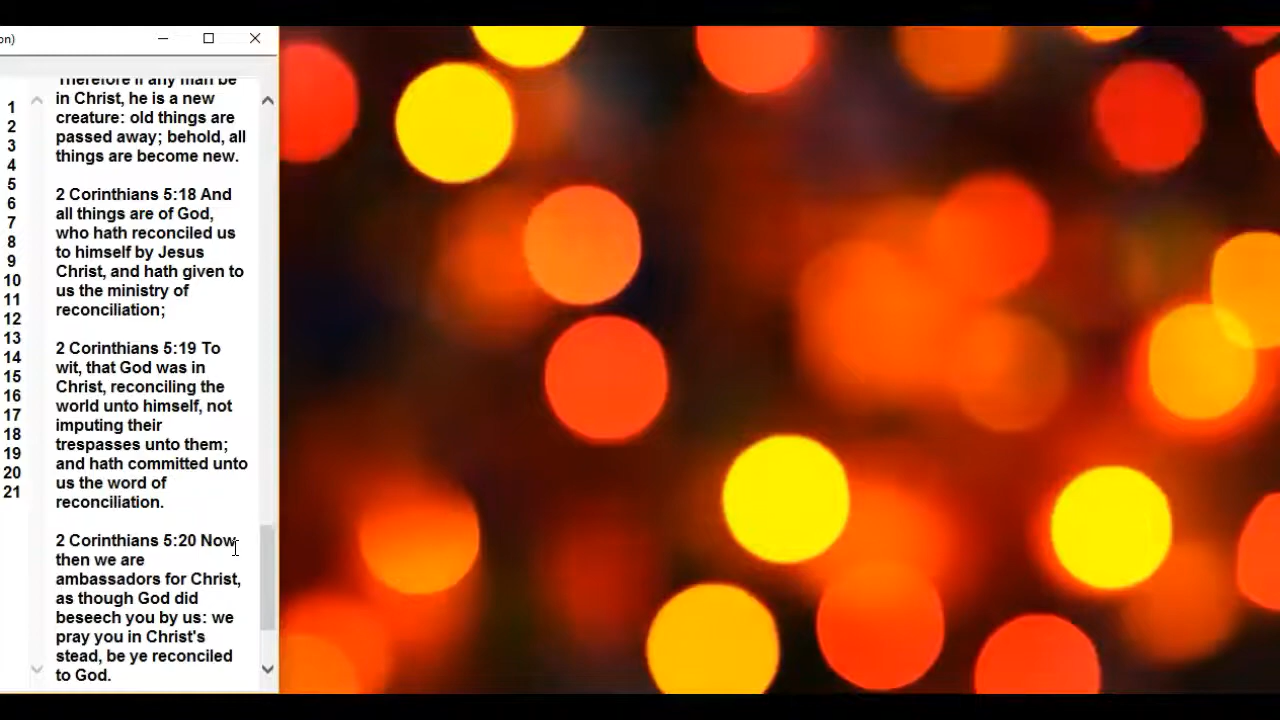 on)
Therefore if any man be
in Christ, he is a new
creature: old things are
passed away; behold, all
things are become new.
2 Corinthians 5:18 And
all things are of God,
who hath reconciled us
to himself by Jesus
Christ, and hath given to
us the ministry of
reconciliation;
2 Corinthians 5:19 To
wit, that God was in
Christ, reconciling the
world unto himself, not
imputing their
trespasses unto them;
and hath committed unto
us the word of
reconciliation.
2 Corinthians 5:20 Now
then we are
ambassadors for Christ,
as though God did
beseech you by us: we
pray you in Christ's
stead, be ye reconciled
to God.
1
2
3
4
5
6
7
8
9
10
11
12
13
14
15
16
17
18
19
20
21